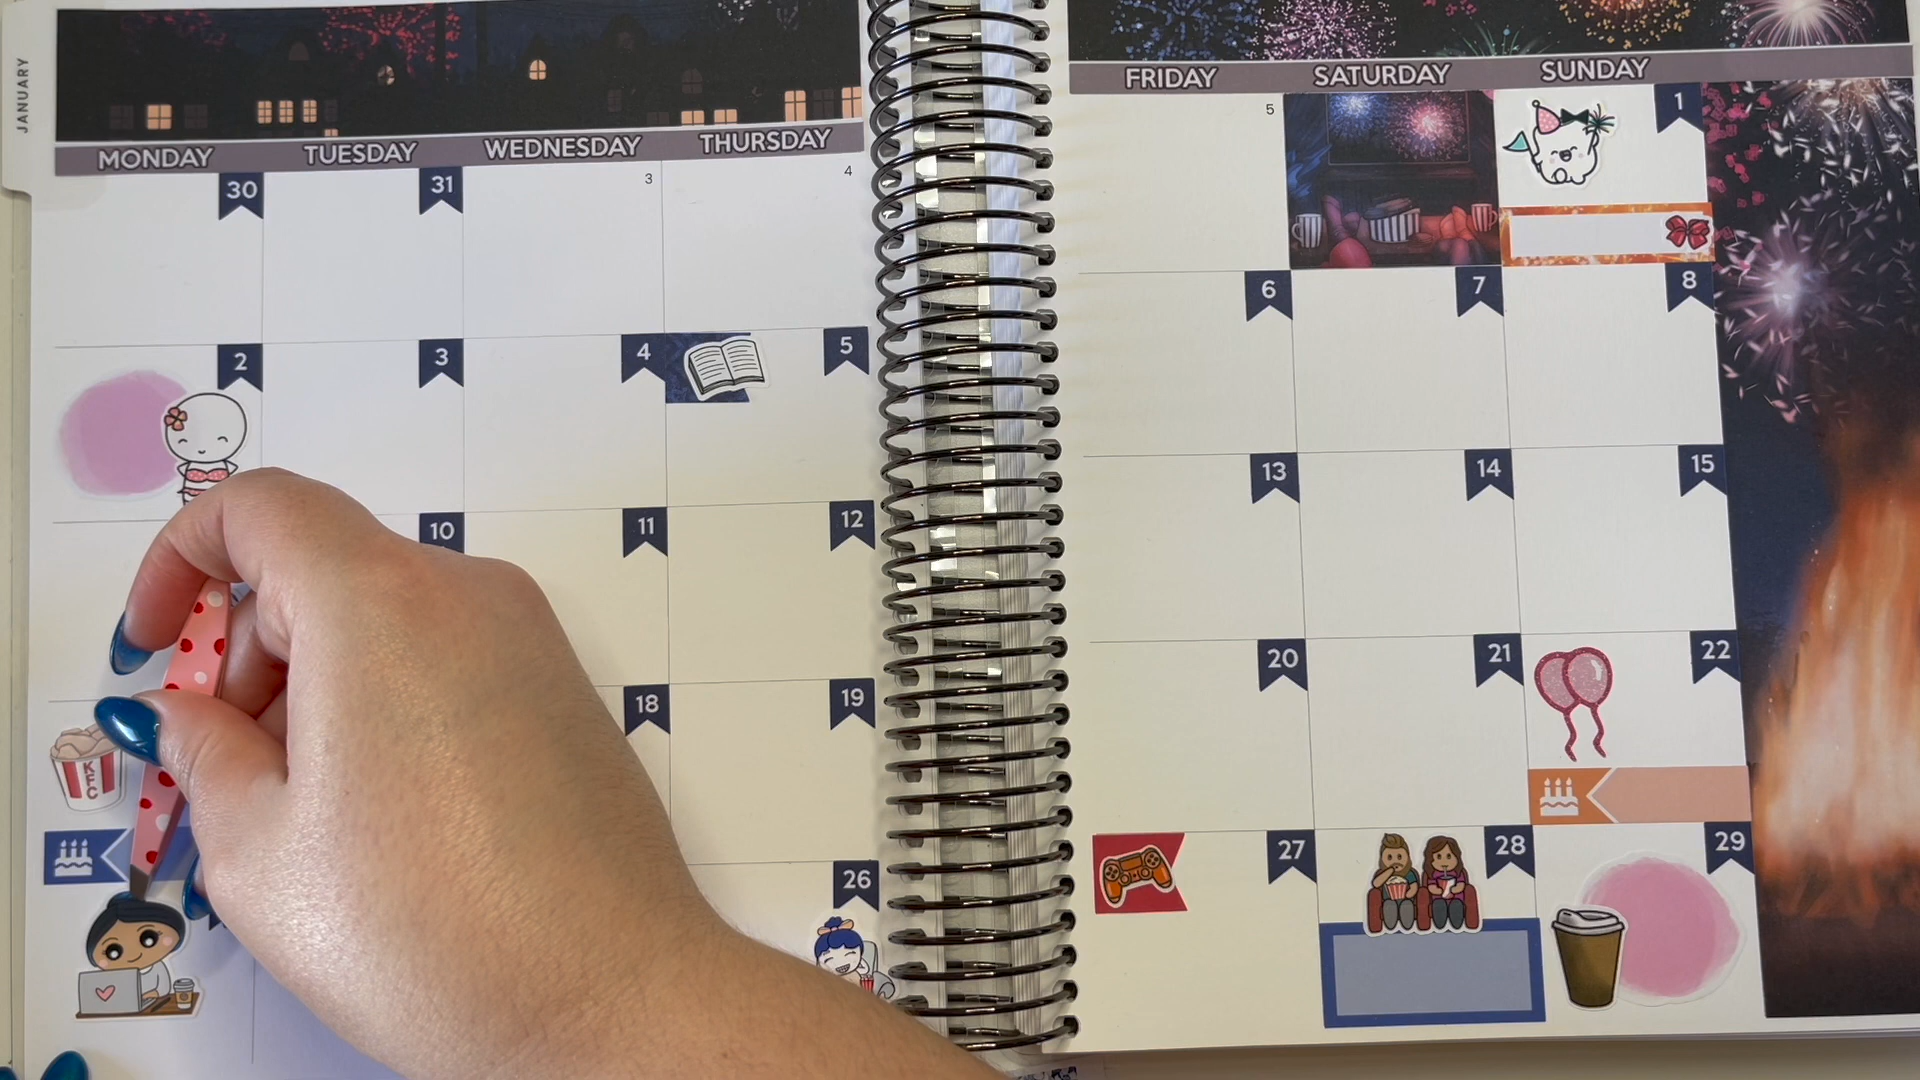 JANUARY
MONDAY TUESDAY WEDNESDAY THURSDAY FRIDAY SATURDAY SUNDAY
30 31 3 4 5 1
2 3 4 5 6 7 8
10 11 12 13 14 15
18 19 20 21 22
KFC
26 27 28 29